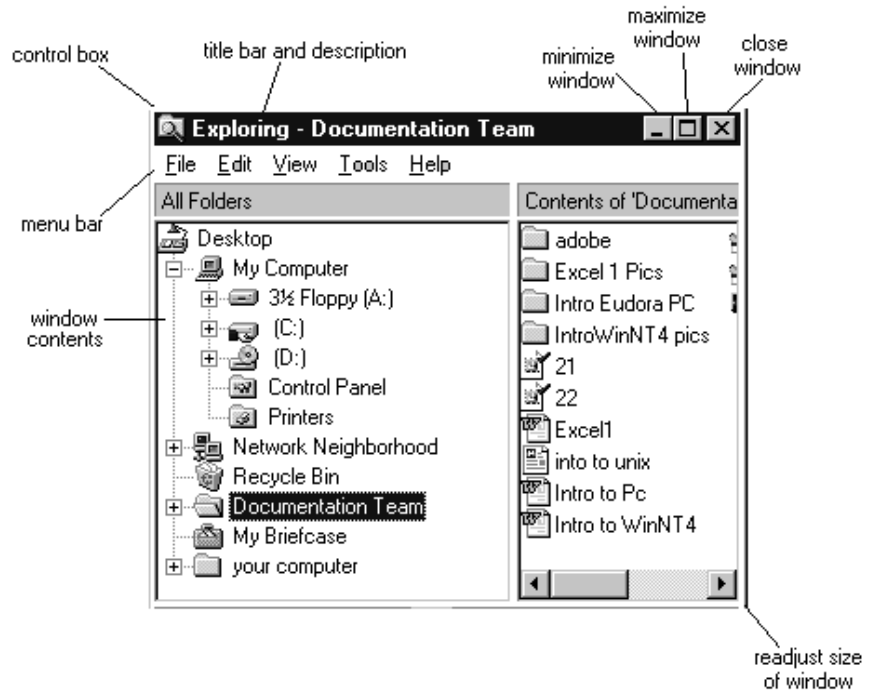 maximize
window
control box
title bar and description
minimize
window
close
window
Exploring - Documentation Team
File Edit View Tools Help
menu bar
All Folders
Contents of 'Documenta
Desktop
My Computer
3½ Floppy (A:)
(C:)
(D:)
Control Panel
Printers
Network Neighborhood
Recycle Bin
Documentation Team
My Briefcase
your computer
window
contents
adobe
Excel 1 Pics
Intro Eudora PC
IntroWinNT4 pics
21
22
Excel1
into to unix
Intro to Pc
Intro to WinNT4
readjust size
of window